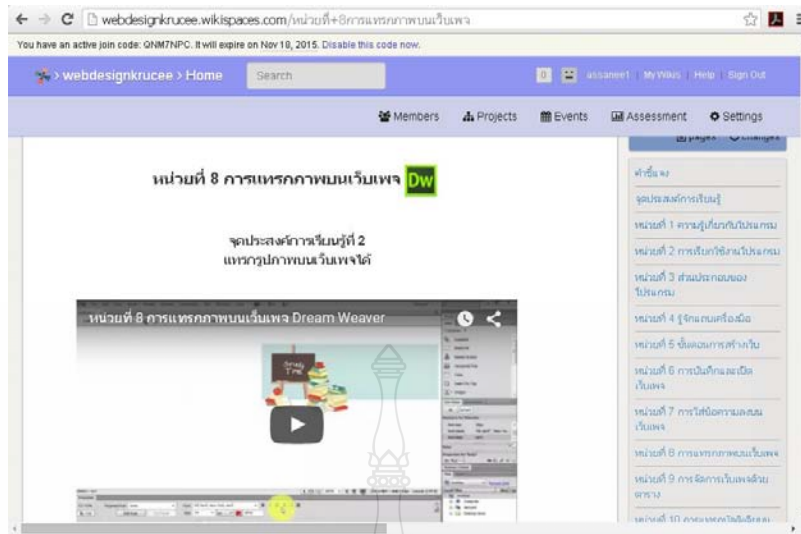 webdesignkrucee.wikispaces.com/หน่วยที่+8การแทรกภาพบนเว็บเพจ
You have an active join code: QNM7NPC. It will expire on Nov 18, 2015. Disable this code now.
> webdesignkrucee > Home
Search
0
assanee1 My Wikis Help Sign Out
Members Projects Events Assessment Settings
pages changes
หน่วยที่ 8 การแทรกภาพบนเว็บเพจ Dw
จุดประสงค์การเรียนรู้ที่ 2
แทรกรูปภาพบนเว็บเพจได้
หน่วยที่ 8 การแทรกภาพบนเว็บเพจ Dream Weaver
Study
Time
คำชี้แจง
จุดประสงค์การเรียนรู้
หน่วยที่ 1 ความรู้เกี่ยวกับโปรแกรม
หน่วยที่ 2 การเรียกใช้งานโปรแกรม
หน่วยที่ 3 ส่วนประกอบของ
โปรแกรม
หน่วยที่ 4 รู้จักแถบเครื่องมือ
หน่วยที่ 5 ขั้นตอนการสร้างเว็บ
หน่วยที่ 6 การบันทึกและเปิด
เว็บเพจ
หน่วยที่ 7 การใส่ข้อความลงบน
เว็บเพจ
หน่วยที่ 8 การแทรกภาพบนเว็บเพจ
หน่วยที่ 9 การจัดการเว็บเพจด้วย
ตาราง